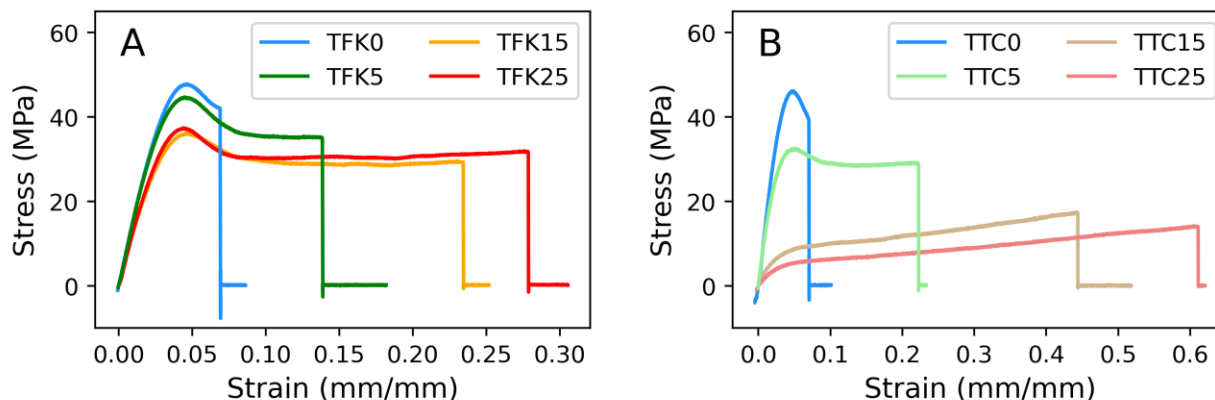 A
TFK0
TFK15
TFK5
TFK25
60
40
20
0
Stress (MPa)
0.00
0.05
0.10
0.15
0.20
0.25
0.30
Strain (mm/mm)
B
TTC0
TTC15
TTC5
TTC25
60
40
20
0
Stress (MPa)
0.0
0.1
0.2
0.3
0.4
0.5
0.6
Strain (mm/mm)